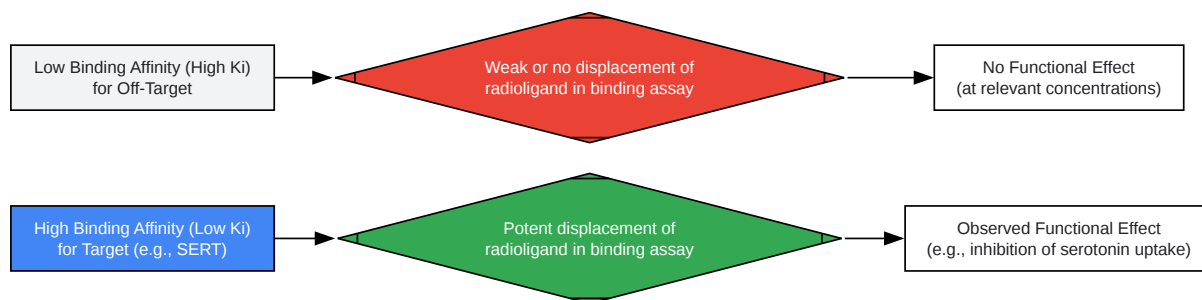 Low Binding Affinity (High Ki)
for Off-Target
Weak or no displacement of
radioligand in binding assay
No Functional Effect
(at relevant concentrations)
High Binding Affinity (Low Ki)
for Target (e.g., SERT)
Potent displacement of
radioligand in binding assay
Observed Functional Effect
(e.g., inhibition of serotonin uptake)